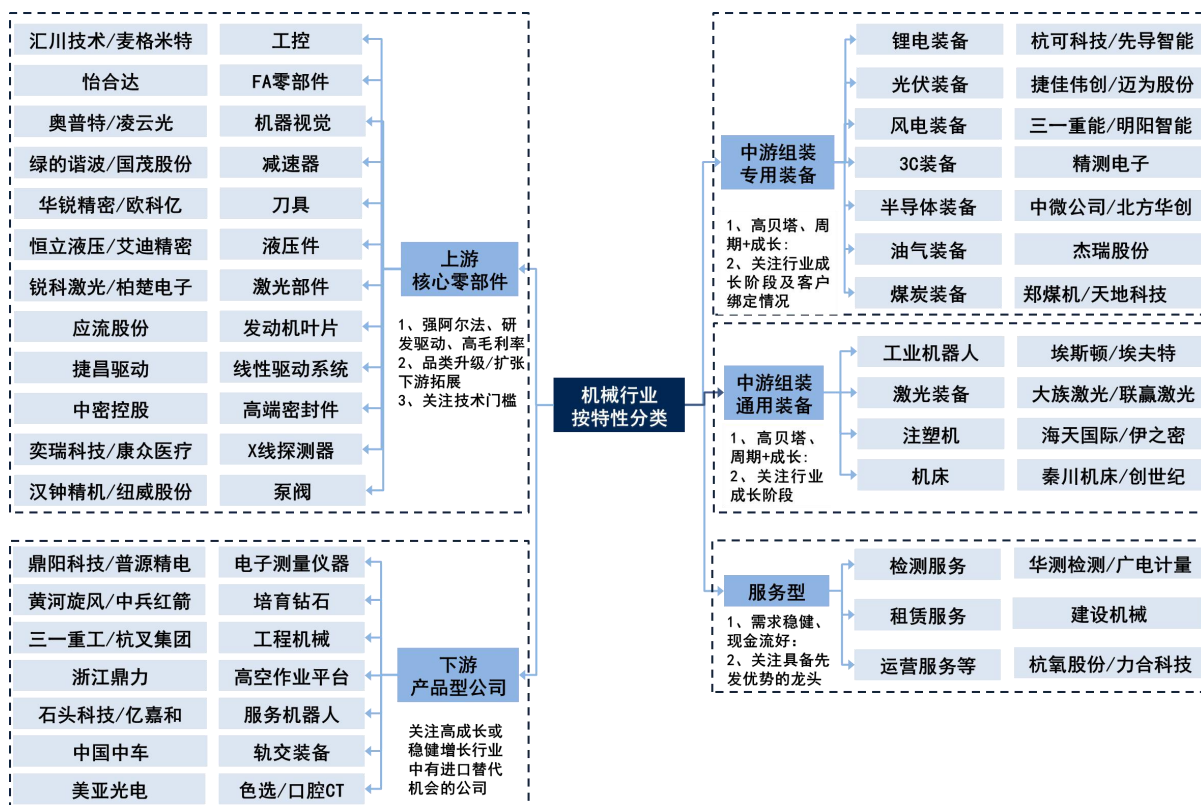 汇川技术/麦格米特 工控
怡合达 FA零部件
奥普特/凌云光 机器视觉
绿的谐波/国茂股份 减速器
华锐精密/欧科亿 刀具
恒立液压/艾迪精密 液压件
锐科激光/柏楚电子 激光部件
应流股份 发动机叶片
捷昌驱动 线性驱动系统
中密控股 高端密封件
奕瑞科技/康众医疗 X线探测器
汉钟精机/纽威股份 泵阀
上游
核心零部件
1、强阿尔法、研
发驱动、高毛利率
2、品类升级/扩张
下游拓展
3、关注技术门槛
鼎阳科技/普源精电 电子测量仪器
黄河旋风/中兵红箭 培育钻石
三一重工/杭叉集团 工程机械
浙江鼎力 高空作业平台
石头科技/亿嘉和 服务机器人
中国中车 轨交装备
美亚光电 色选/口腔CT
下游
产品型公司
关注高成长或
稳健增长行业
中有进口替代
机会的公司
机械行业
按特性分类
中游组装
专用装备
1、高贝塔、周
期+成长:
2、关注行业成
长阶段及客户
绑定情况
锂电装备 杭可科技/先导智能
光伏装备 捷佳伟创/迈为股份
风电装备 三一重能/明阳智能
3C装备 精测电子
半导体装备 中微公司/北方华创
油气装备 杰瑞股份
煤炭装备 郑煤机/天地科技
中游组装
通用装备
1、高贝塔、
周期+成长:
2、关注行业
成长阶段
工业机器人 埃斯顿/埃夫特
激光装备 大族激光/联赢激光
注塑机 海天国际/伊之密
机床 秦川机床/创世纪
服务型
1、需求稳健、
现金流好:
2、关注具备先
发优势的龙头
检测服务 华测检测/广电计量
租赁服务 建设机械
运营服务等 杭氧股份/力合科技